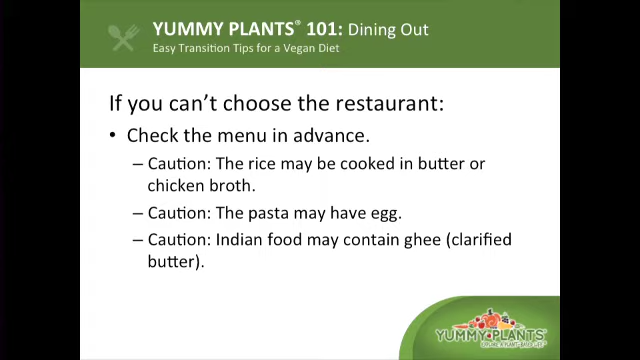 YUMMY PLANTS® 101: Dining Out
Easy Transition Tips for a Vegan Diet
If you can't choose the restaurant:
• Check the menu in advance.
– Caution: The rice may be cooked in butter or
chicken broth.
– Caution: The pasta may have egg.
– Caution: Indian food may contain ghee (clarified
butter).
YUMMY PLANTS